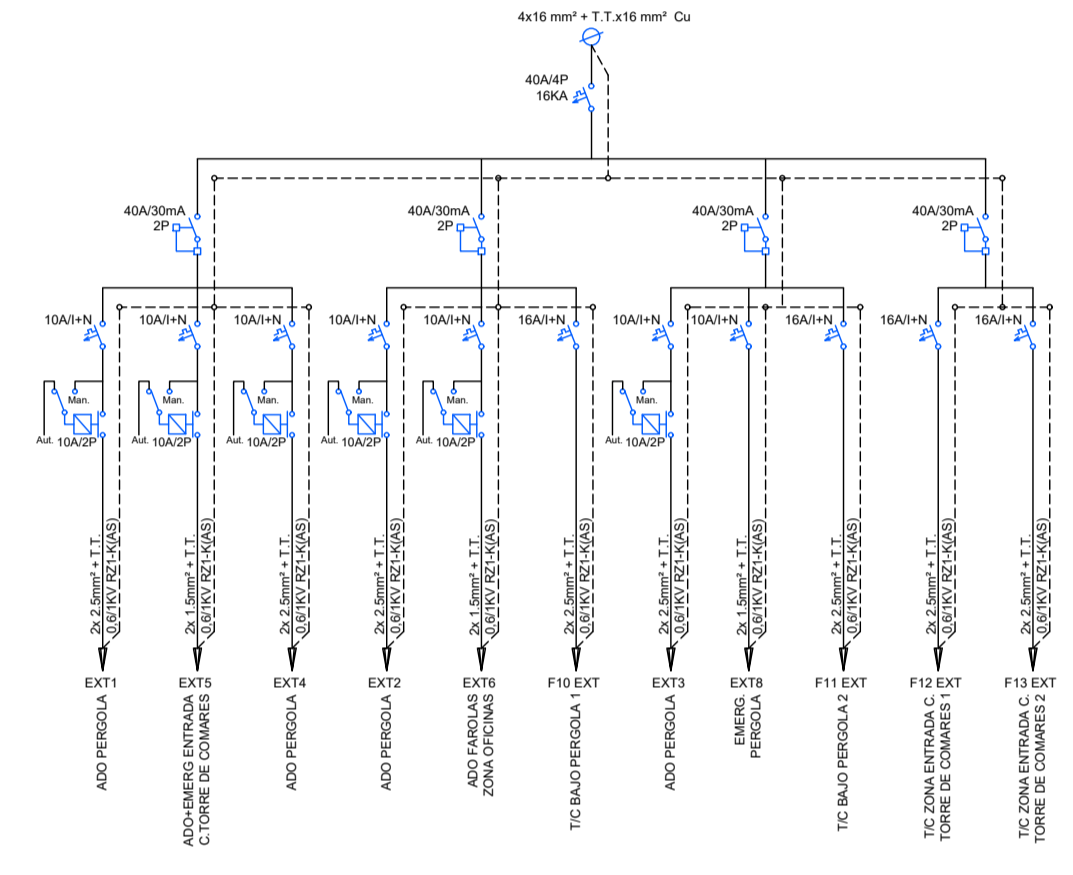 4x16 mm² + T.T.x16 mm² Cu
40A/4P
16KA
40A/30mA
2P
40A/30mA
2P
40A/30mA
2P
40A/30mA
2P
10A/I+N
10A/I+N
10A/I+N
10A/I+N
10A/I+N
16A/I+N
10A/I+N
10A/I+N
16A/I+N
16A/I+N
16A/I+N
Man.
Man.
Man.
Man.
Man.
Man.
Aut. 10A/2P
Aut. 10A/2P
Aut. 10A/2P
Aut. 10A/2P
Aut. 10A/2P
Aut. 10A/2P
2x 2.5mm² + T.T.
0,6/1KV RZ1-K(AS)
2x 1.5mm² + T.T.
0,6/1KV RZ1-K(AS)
2x 2.5mm² + T.T.
0,6/1KV RZ1-K(AS)
2x 2.5mm² + T.T.
0,6/1KV RZ1-K(AS)
2x 1.5mm² + T.T.
0,6/1KV RZ1-K(AS)
2x 2.5mm² + T.T.
0,6/1KV RZ1-K(AS)
2x 2.5mm² + T.T.
0,6/1KV RZ1-K(AS)
2x 1.5mm² + T.T.
0,6/1KV RZ1-K(AS)
2x 2.5mm² + T.T.
0,6/1KV RZ1-K(AS)
2x 2.5mm² + T.T.
0,6/1KV RZ1-K(AS)
2x 2.5mm² + T.T.
0,6/1KV RZ1-K(AS)
EXT1
ADO PERGOLA
EXT5
ADO+EMERG ENTRADA
C.TORRE DE COMARES
EXT4
ADO PERGOLA
EXT2
ADO PERGOLA
EXT6
ADO FAROLAS
ZONA OFICINAS
F10 EXT
T/C BAJO PERGOLA 1
EXT3
ADO PERGOLA
EXT8
EMERG.
PERGOLA
F11 EXT
T/C BAJO PERGOLA 2
F12 EXT
T/C ZONA ENTRADA C.
TORRE DE COMARES 1
F13 EXT
T/C ZONA ENTRADA C.
TORRE DE COMARES 2